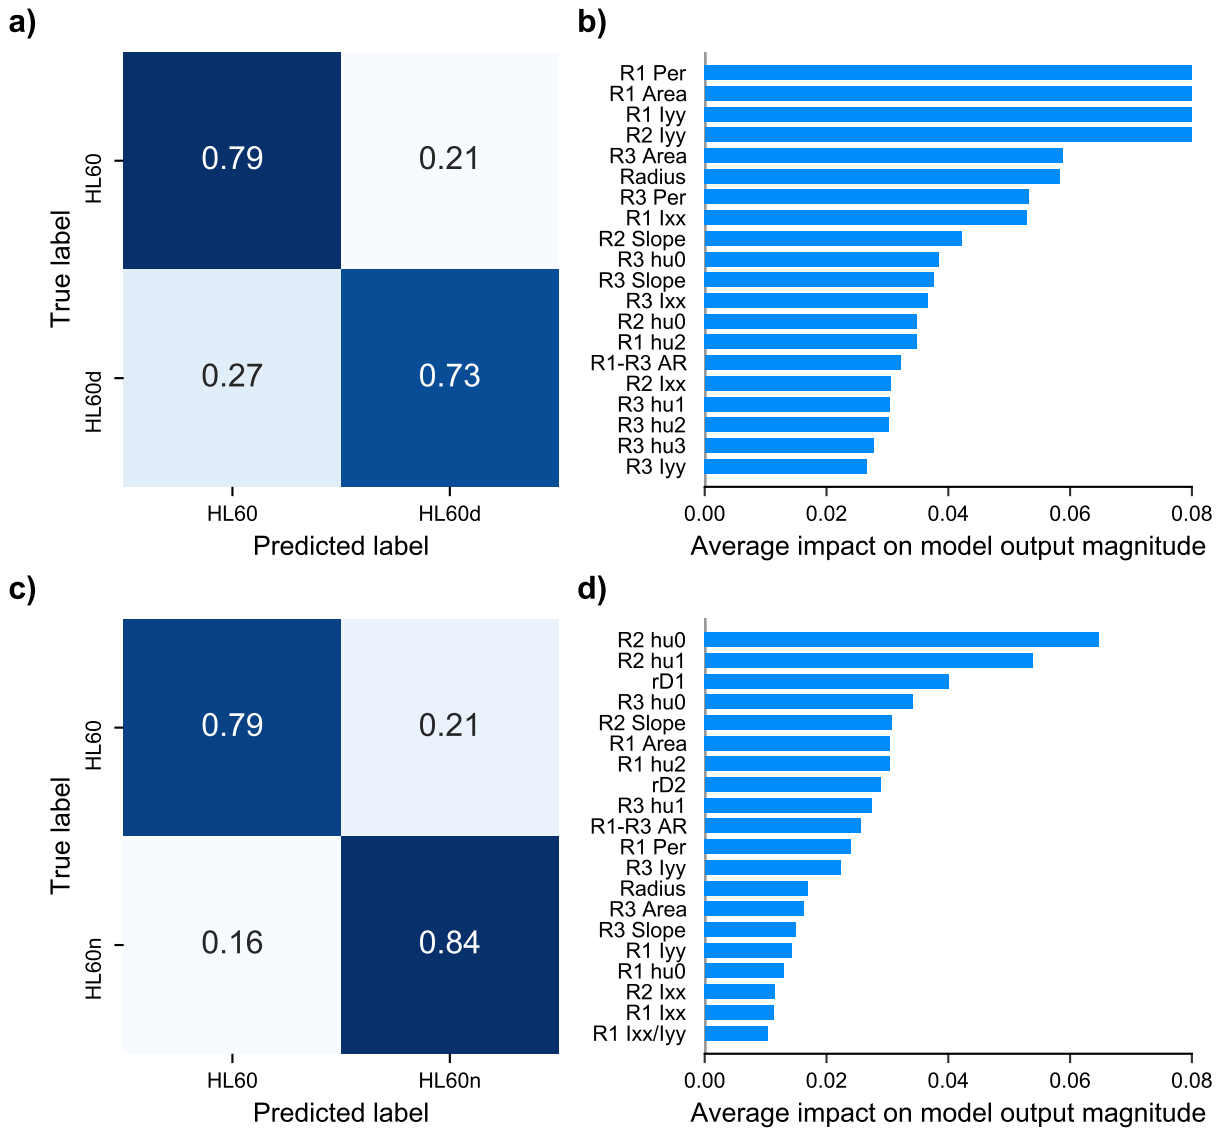 a)
True label
HL60
HL60d
0.79
0.21
0.27
0.73
HL60
HL60d
Predicted label
b)
R1 Per
R1 Area
R1 Iyy
R2 Iyy
R3 Area
Radius
R3 Per
R1 Ixx
R2 Slope
R3 hu0
R3 Slope
R3 Ixx
R2 hu0
R1 hu2
R1-R3 AR
R2 Ixx
R3 hu1
R3 hu2
R3 hu3
R3 Iyy
0.00 0.02 0.04 0.06 0.08
Average impact on model output magnitude
c)
True label
HL60
HL60n
0.79
0.21
0.16
0.84
HL60
HL60n
Predicted label
d)
R2 hu0
R2 hu1
rD1
R3 hu0
R2 Slope
R1 Area
R1 hu2
rD2
R3 hu1
R1-R3 AR
R1 Per
R3 Iyy
Radius
R3 Area
R3 Slope
R1 Iyy
R1 hu0
R2 Ixx
R1 Ixx
R1 Ixx/Iyy
0.00 0.02 0.04 0.06 0.08
Average impact on model output magnitude